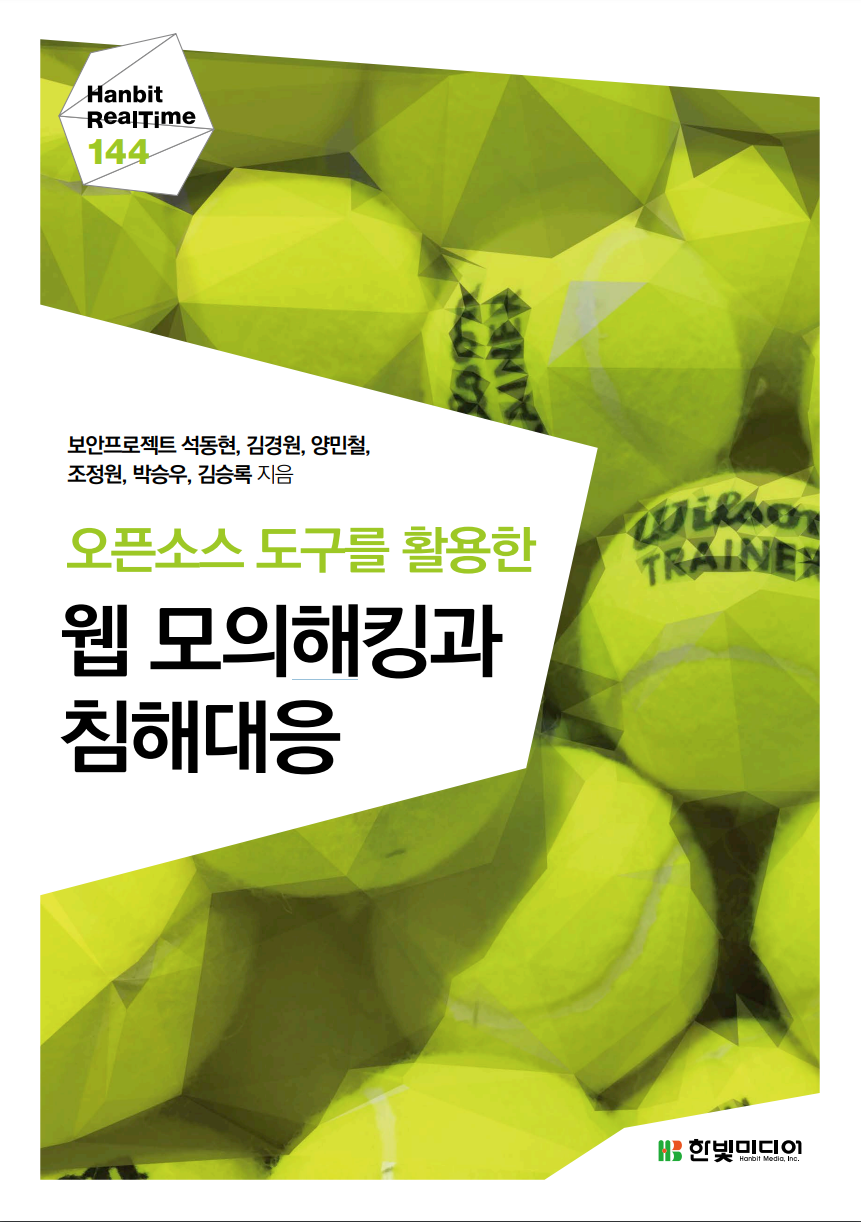 Hanbit
RealTime
144
보안프로젝트 석동현, 김경원, 양민철,
조정원, 박승우, 김승록 지음
오픈소스 도구를 활용한
웹 모의해킹과
침해대응
Wilson
TRAINER
HB 한빛미디어
Hanbit Media, Inc.